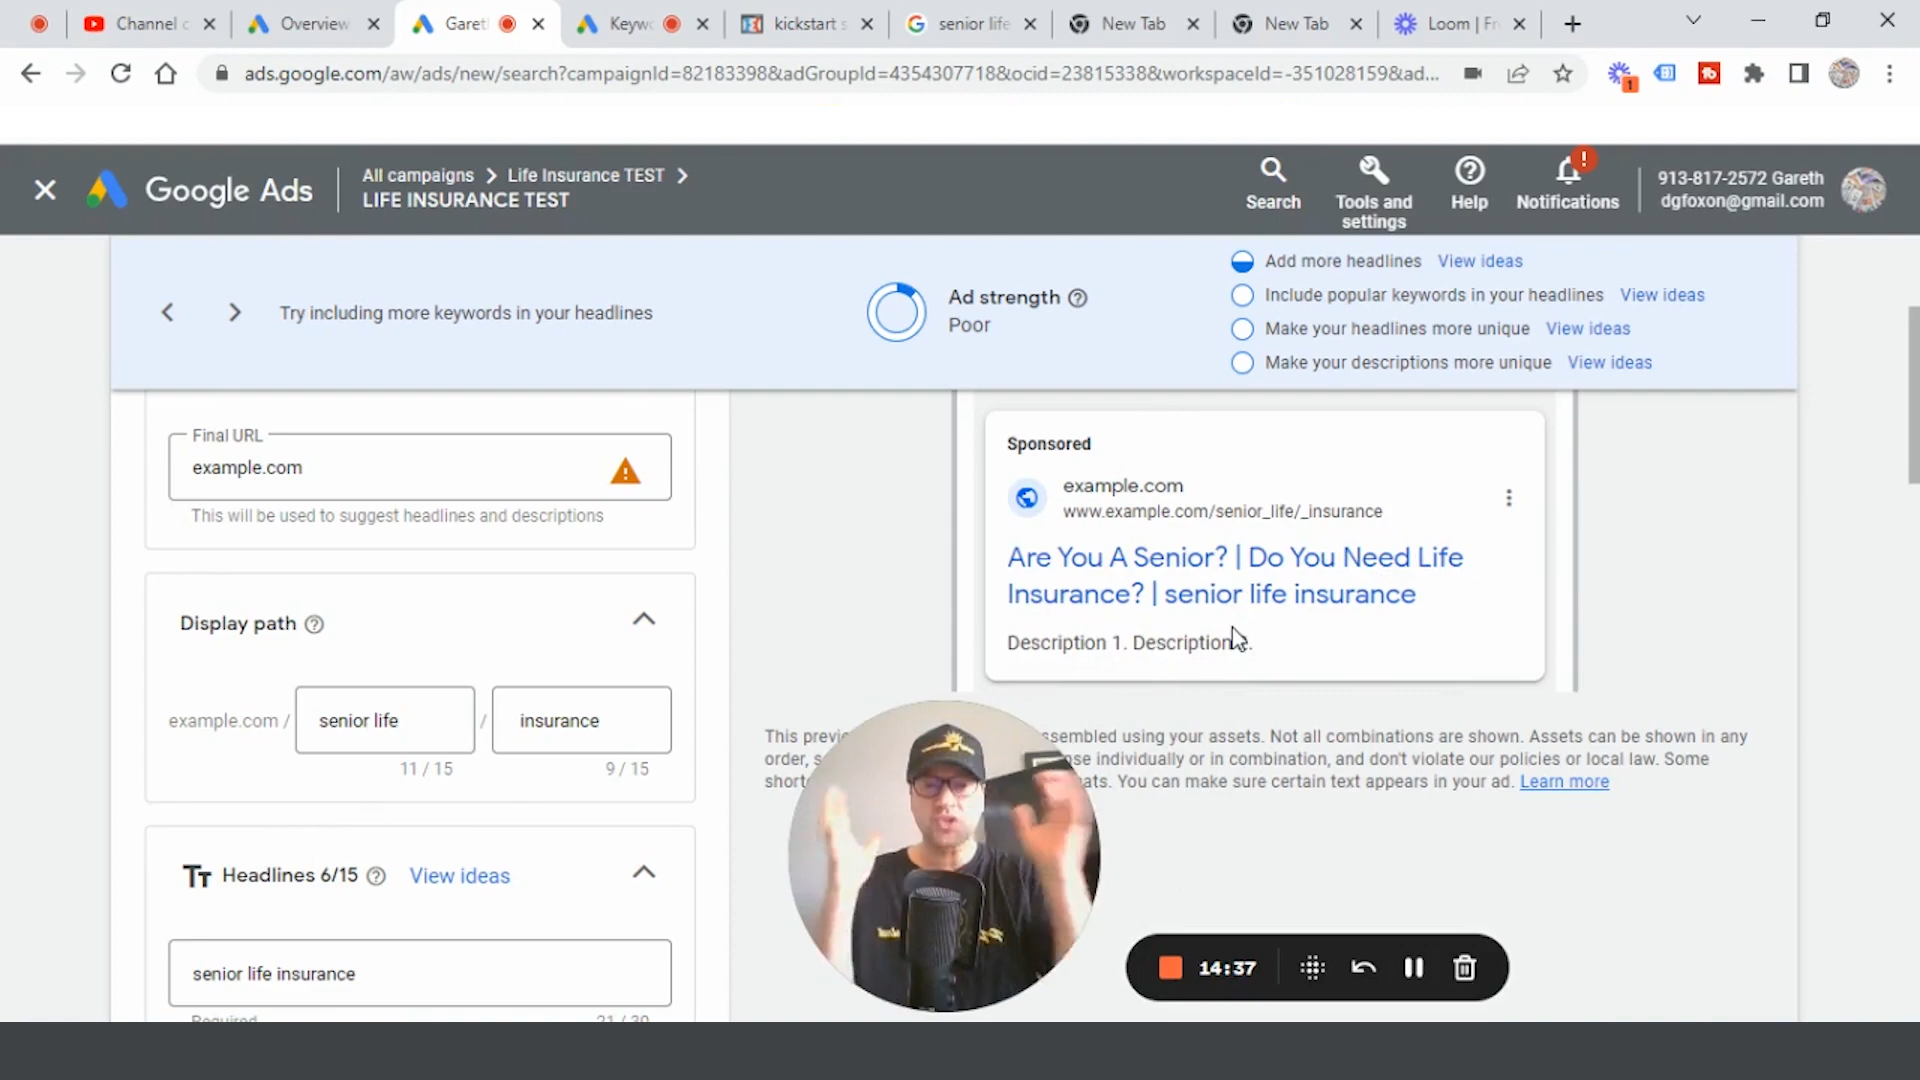 Channel c
Overview
Garet
Keyw
kickstart s
senior life
New Tab
New Tab
Loom | Fr
ads.google.com/aw/ads/new/search?campaignId=82183398&adGroupId=4354307718&ocid=23815338&workspaceId=-351028159&ad...
1
Google Ads
All campaigns > Life Insurance TEST >
LIFE INSURANCE TEST
Search
Tools and settings
Help
Notifications
913-817-2572 Gareth
dgfoxon@gmail.com
Try including more keywords in your headlines
Ad strength
Poor
Add more headlines View ideas
Include popular keywords in your headlines View ideas
Make your headlines more unique View ideas
Make your descriptions more unique View ideas
Final URL
example.com
This will be used to suggest headlines and descriptions
Display path
example.com / senior life / insurance
11 / 15
9 / 15
Headlines 6/15 View ideas
senior life insurance
Required
21 / 30
Sponsored
example.com
www.example.com/senior_life/_insurance
Are You A Senior? | Do You Need Life
Insurance? | senior life insurance
Description 1. Description
This previ ssembled using your assets. Not all combinations are shown. Assets can be shown in any
order, s se individually or in combination, and don't violate our policies or local law. Some
short ats. You can make sure certain text appears in your ad. Learn more
14:37